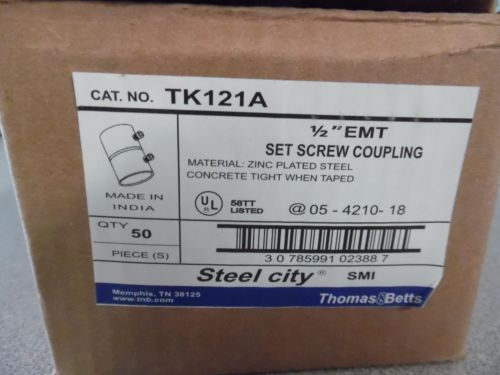 CAT. NO. TK121A
½" EMT
SET SCREW COUPLING
MATERIAL: ZINC PLATED STEEL
CONCRETE TIGHT WHEN TAPED
MADE IN
INDIA
UL
58TT
LISTED
@ 05 - 4210 - 18
QTY 50
PIECE (S)
3 0 785991 02388 7
Steel city® SMI
Memphis, TN 38125
www.tnb.com
Thomas&Betts